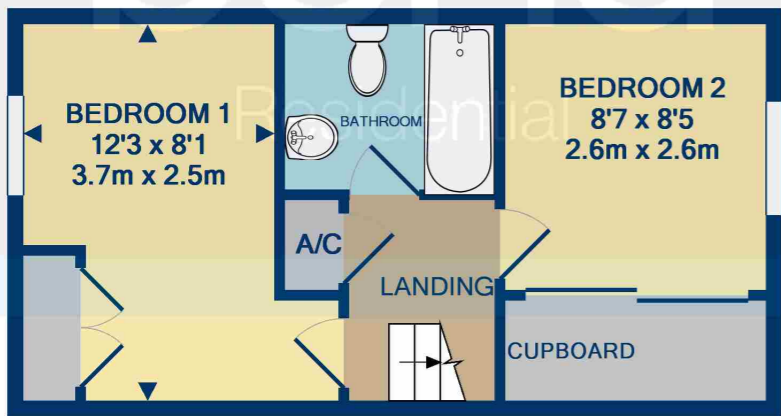 Residential
BEDROOM 1
12'3 x 8'1
3.7m x 2.5m
BATHROOM
BEDROOM 2
8'7 x 8'5
2.6m x 2.6m
A/C
LANDING
CUPBOARD